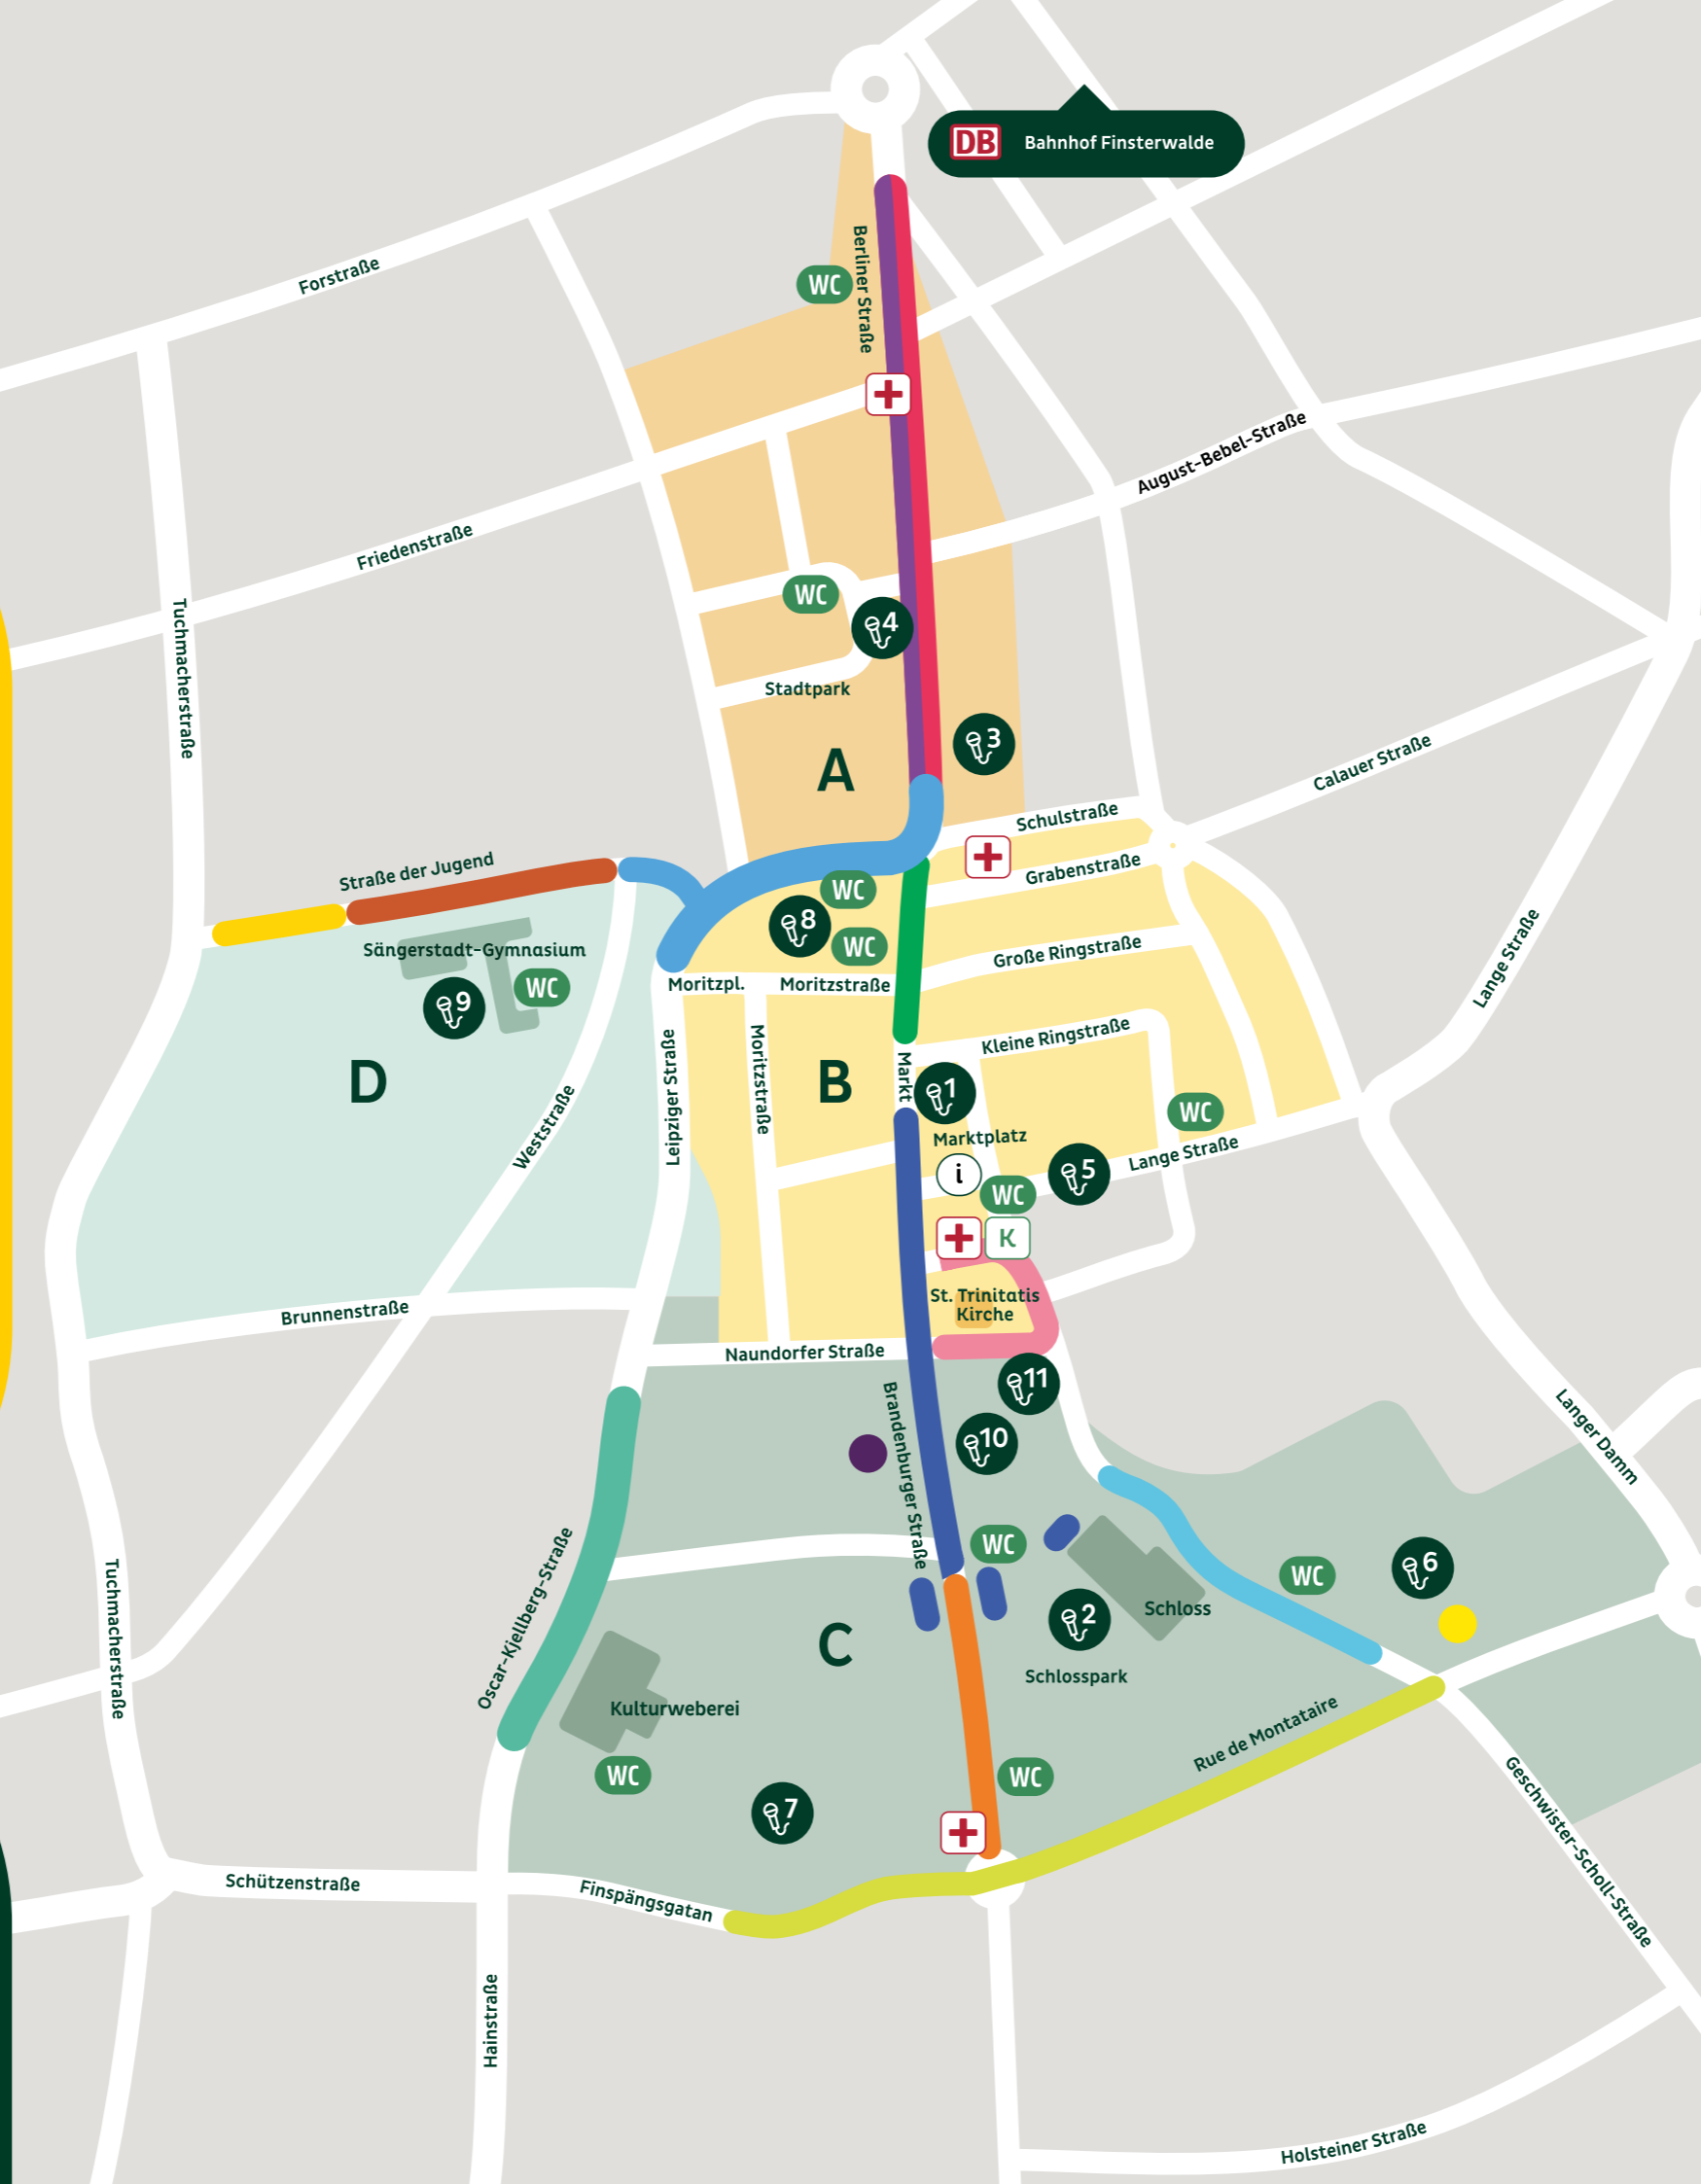 DB Bahnhof Finsterwalde
Forstraße
Berliner Straße
WC
August-Bebel-Straße
Friedenstraße
WC
4
Tuchmacherstraße
Stadtpark
3
A
Calauer Straße
Schulstraße
Straße der Jugend
Grabenstraße
WC
8
WC
Große Ringstraße
Sängerstadt-Gymnasium
WC
9
Moritzpl.
Moritzstraße
Lange Straße
Kleine Ringstraße
Leipziger Straße
Moritzstraße
Markt
D
B
1
WC
Weststraße
Marktplatz
i
5
Lange Straße
WC
K
St. Trinitatis
Kirche
Brunnenstraße
Naundorfer Straße
11
Brandenburger Straße
10
Langer Damm
WC
6
WC
Oscar-Kjellberg-Straße
Tuchmacherstraße
2
Schloss
C
Schlosspark
Kulturweberei
Rue de Montataire
WC
WC
7
Geschwister-Scholl-Straße
Schützenstraße
Finspångsgatan
Hainstraße
Holsteiner Straße